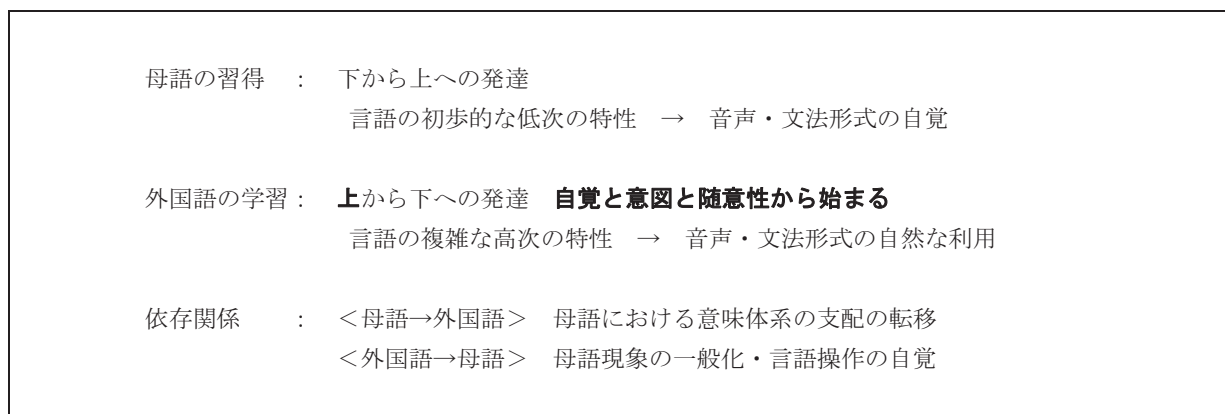 母語の習得　：　下から上への発達
言語の初歩的な低次の特性　→　音声・文法形式の自覚
外国語の学習：　上から下への発達　自覚と意図と随意性から始まる
言語の複雑な高次の特性　→　音声・文法形式の自然な利用
依存関係　　：　＜母語→外国語＞　母語における意味体系の支配の転移
＜外国語→母語＞　母語現象の一般化・言語操作の自覚